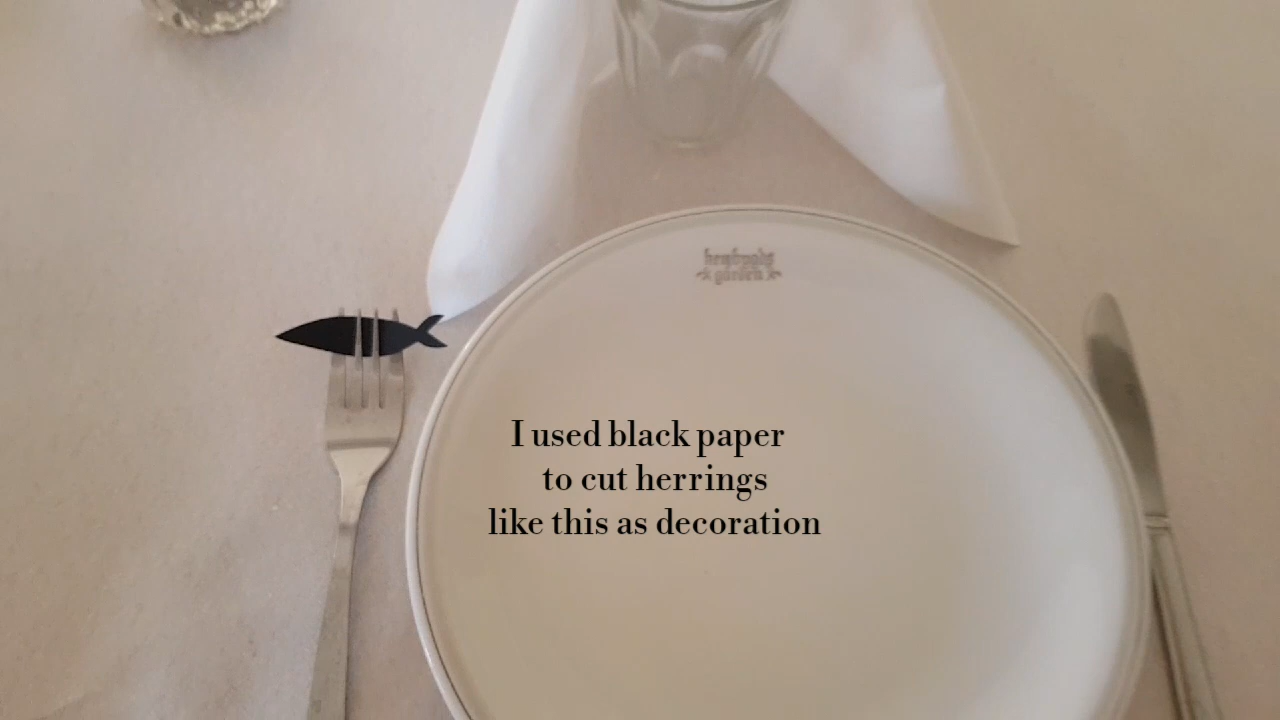 I used black paper
to cut herrings
like this as decoration